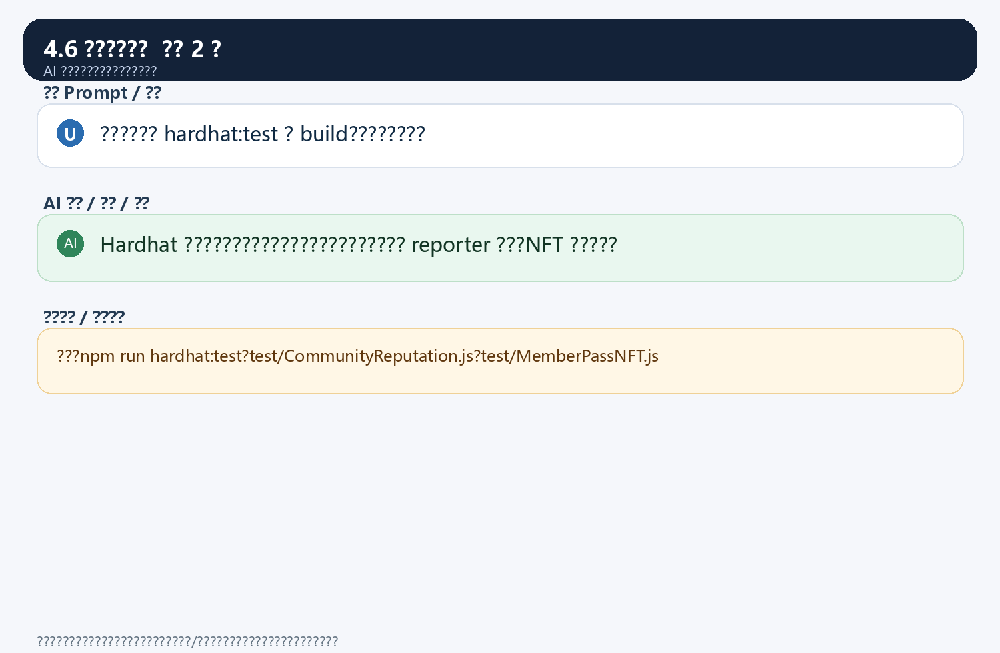 4.6 ??????  ?? 2 ?
AI ???????????????
?? Prompt / ??
U
?????? hardhat:test ? build????????
AI ?? / ?? / ??
AI
Hardhat ??????????????????????? reporter ???NFT ?????
???? / ????
???npm run hardhat:test?test/CommunityReputation.js?test/MemberPassNFT.js
????????????????????????/??????????????????????